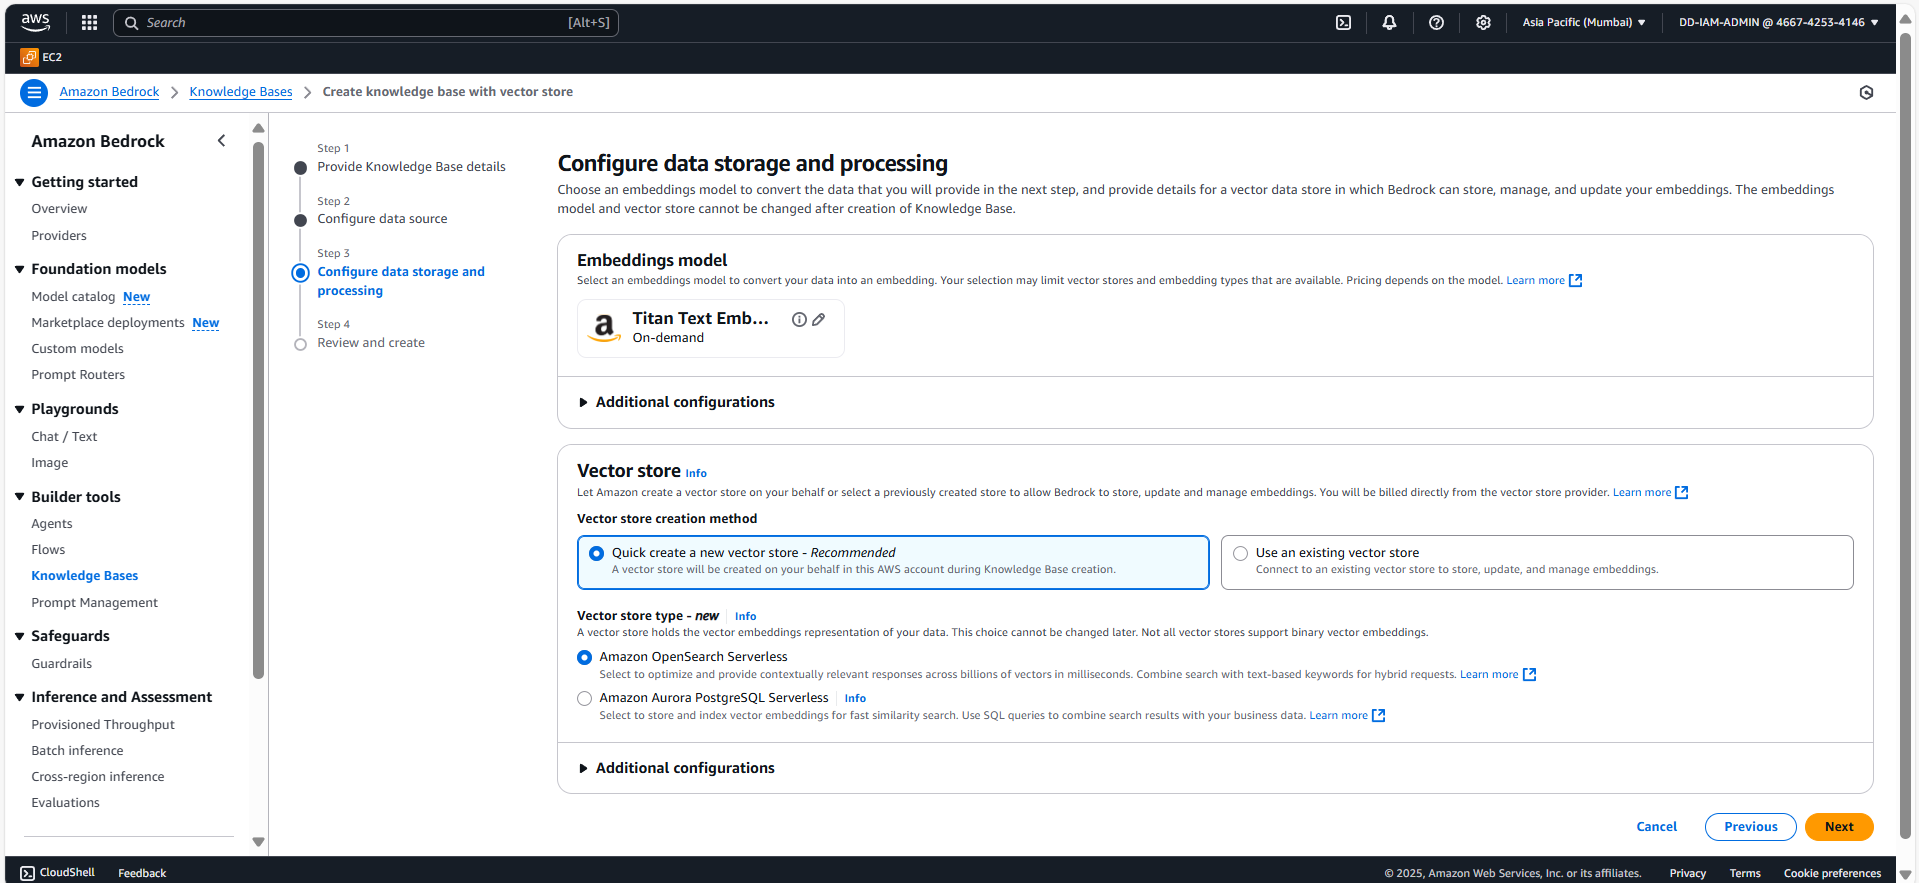 aws
Search
[Alt+S]
Asia Pacific (Mumbai)
DD-IAM-ADMIN @ 4667-4253-4146
EC2
Amazon Bedrock
Knowledge Bases
Create knowledge base with vector store
Amazon Bedrock
Getting started
Overview
Providers
Foundation models
Model catalog New
Marketplace deployments New
Custom models
Prompt Routers
Playgrounds
Chat / Text
Image
Builder tools
Agents
Flows
Knowledge Bases
Prompt Management
Safeguards
Guardrails
Inference and Assessment
Provisioned Throughput
Batch inference
Cross-region inference
Evaluations
Step 1
Provide Knowledge Base details
Step 2
Configure data source
Step 3
Configure data storage and
processing
Step 4
Review and create
Configure data storage and processing
Choose an embeddings model to convert the data that you will provide in the next step, and provide details for a vector data store in which Bedrock can store, manage, and update your embeddings. The embeddings
model and vector store cannot be changed after creation of Knowledge Base.
Embeddings model
Select an embeddings model to convert your data into an embedding. Your selection may limit vector stores and embedding types that are available. Pricing depends on the model. Learn more
Titan Text Emb...
On-demand
Additional configurations
Vector store Info
Let Amazon create a vector store on your behalf or select a previously created store to allow Bedrock to store, update and manage embeddings. You will be billed directly from the vector store provider. Learn more
Vector store creation method
Quick create a new vector store - Recommended
A vector store will be created on your behalf in this AWS account during Knowledge Base creation.
Use an existing vector store
Connect to an existing vector store to store, update, and manage embeddings.
Vector store type - new Info
A vector store holds the vector embeddings representation of your data. This choice cannot be changed later. Not all vector stores support binary vector embeddings.
Amazon OpenSearch Serverless
Select to optimize and provide contextually relevant responses across billions of vectors in milliseconds. Combine search with text-based keywords for hybrid requests. Learn more
Amazon Aurora PostgreSQL Serverless Info
Select to store and index vector embeddings for fast similarity search. Use SQL queries to combine search results with your business data. Learn more
Additional configurations
Cancel
Previous
Next
CloudShell
Feedback
© 2025, Amazon Web Services, Inc. or its affiliates.
Privacy
Terms
Cookie preferences